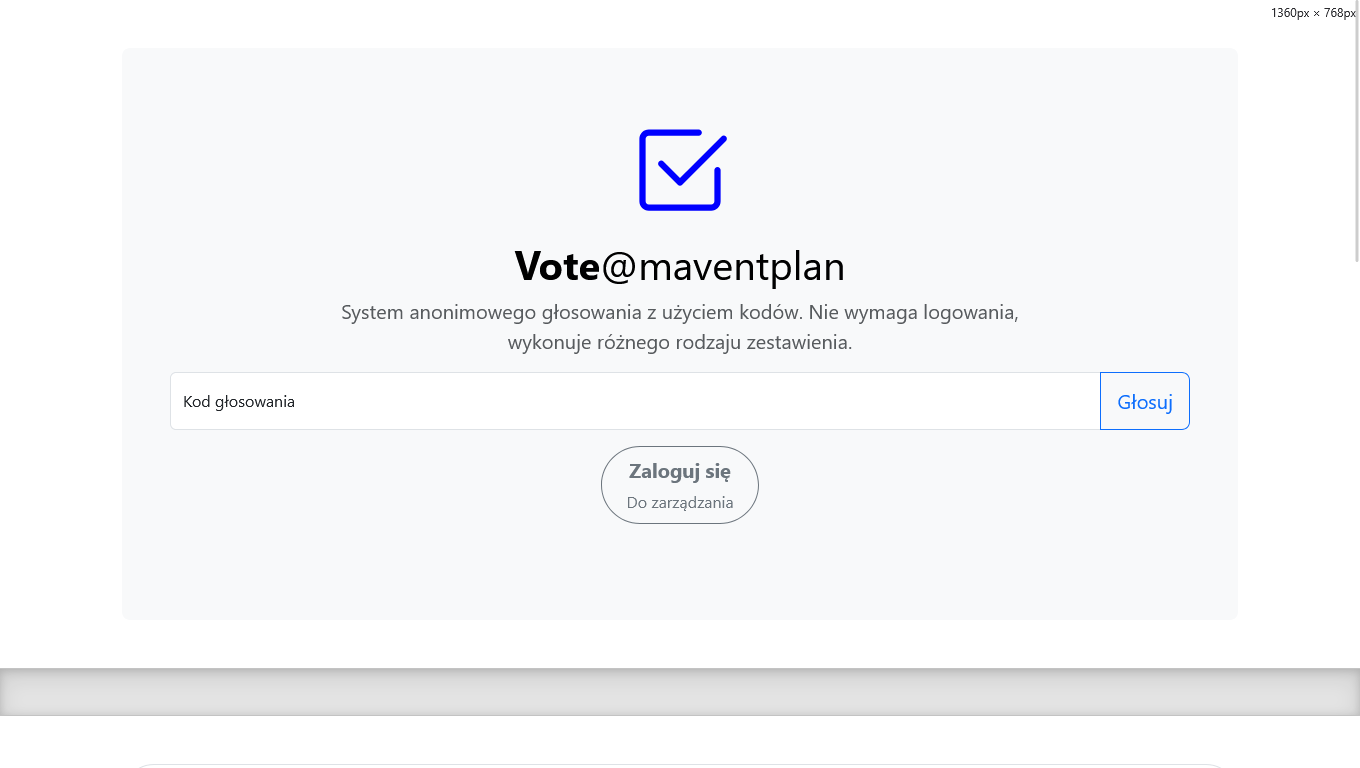 1360px × 768px
Vote@maventplan
System anonimowego głosowania z użyciem kodów. Nie wymaga logowania,
wykonuje różnego rodzaju zestawienia.
Kod głosowania
Głosuj
Zaloguj się
Do zarządzania